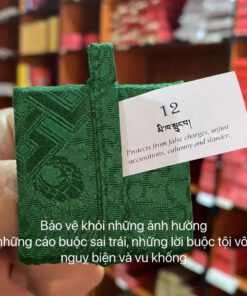 12
མི་ཁ་སྲུང་བ།
Protects from false charges, unjust
accusations, calumny and slander.
Bảo vệ khỏi những ảnh hưởng
những cáo buộc sai trái, những lời buộc tội vô
ngụy biện và vu khống